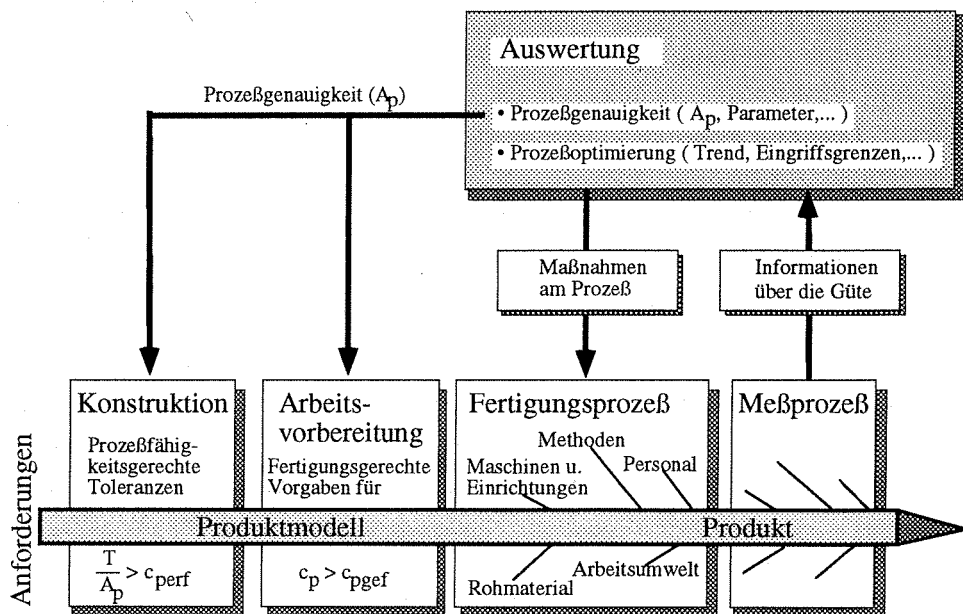 Auswertung
Prozeßgenauigkeit (Ap)
• Prozeßgenauigkeit ( Ap, Parameter,... )
• Prozeßoptimierung ( Trend, Eingriffsgrenzen,... )
Maßnahmen
am Prozeß
Informationen
über die Güte
Anforderungen
Konstruktion
Prozeßfähig-
keitsgerechte
Toleranzen
Arbeits-
vorbereitung
Fertigungsgerechte
Vorgaben für
Fertigungsprozeß
Methoden
Maschinen u.
Einrichtungen
Personal
Meßprozeß
Produktmodell
Produkt
T
Ap
> cperf
cp > cpgef
Rohmaterial
Arbeitsumwelt